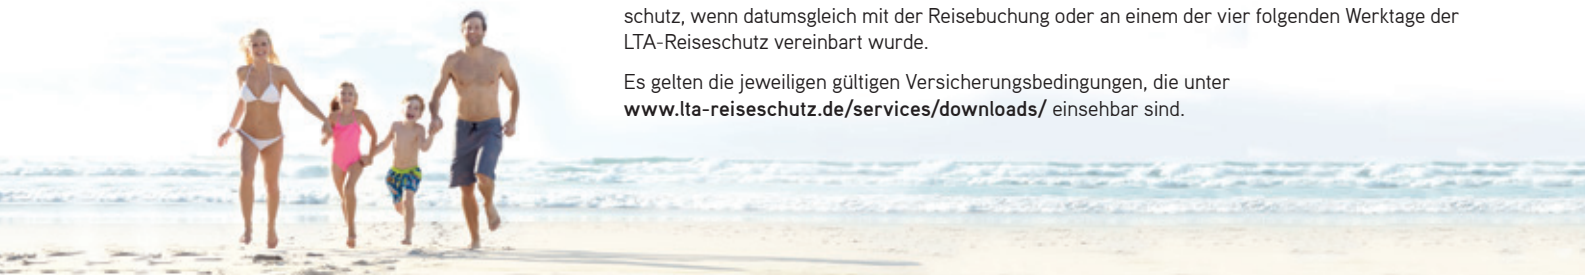 schutz, wenn datumsgleich mit der Reisebuchung oder an einem der vier folgenden Werktage der
LTA-Reiseschutz vereinbart wurde.
Es gelten die jeweiligen gültigen Versicherungsbedingungen, die unter
www.lta-reiseschutz.de/services/downloads/ einsehbar sind.